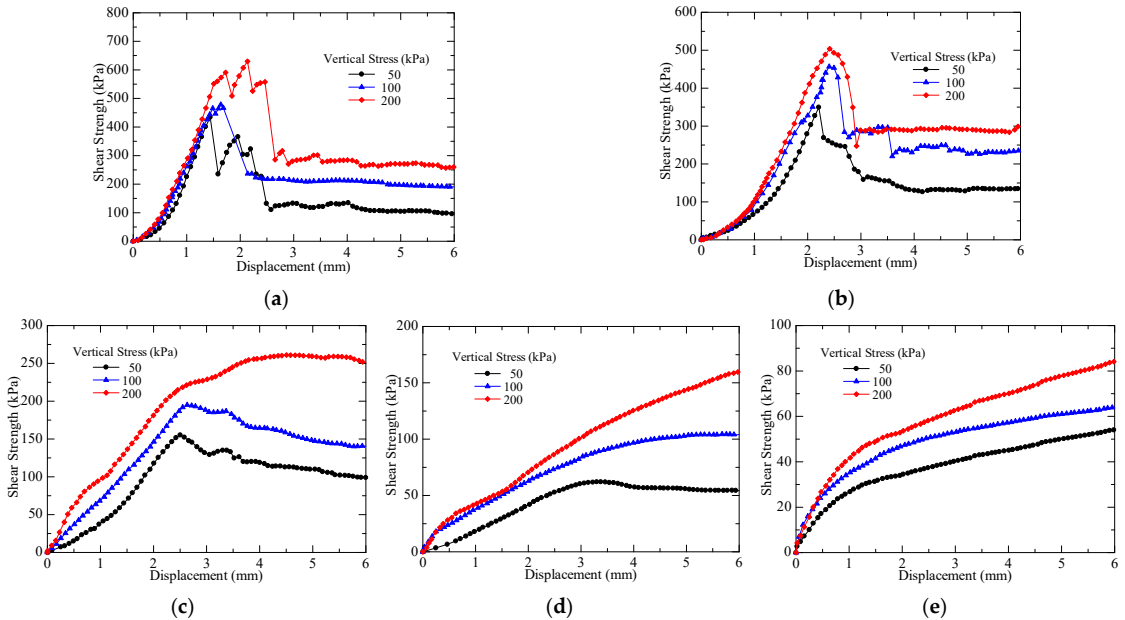 800
700
600
500
400
300
200
100
0
Shear Strengh (kPa)
Vertical Stress (kPa)
50
100
200
0 1 2 3 4 5 6
Displacement (mm)
(a)
600
500
400
300
200
100
0
Shear Strengh (kPa)
Vertical Stress (kPa)
50
100
200
0 1 2 3 4 5 6
Displacement (mm)
(b)
300
250
200
150
100
50
0
Shear Strength (kPa)
Vertical Stress (kPa)
50
100
200
0 1 2 3 4 5 6
Displacement (mm)
(c)
200
150
100
50
0
Shear Strength (kPa)
Vertical Stress (kPa)
50
100
200
0 1 2 3 4 5 6
Displacement (mm)
(d)
100
80
60
40
20
0
Shear Strength (kPa)
Vertical Stress (kPa)
50
100
200
0 1 2 3 4 5 6
Displacement (mm)
(e)